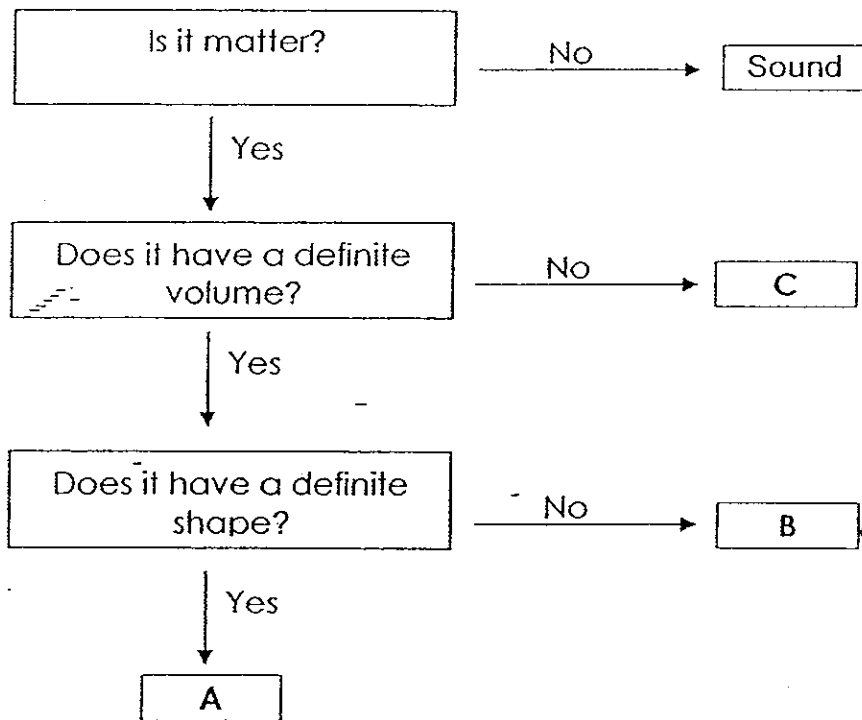 Is it matter?
No
Sound
Yes
Does it have a definite
volume?
No
C
Yes
Does it have a definite
shape?
No
B
Yes
A